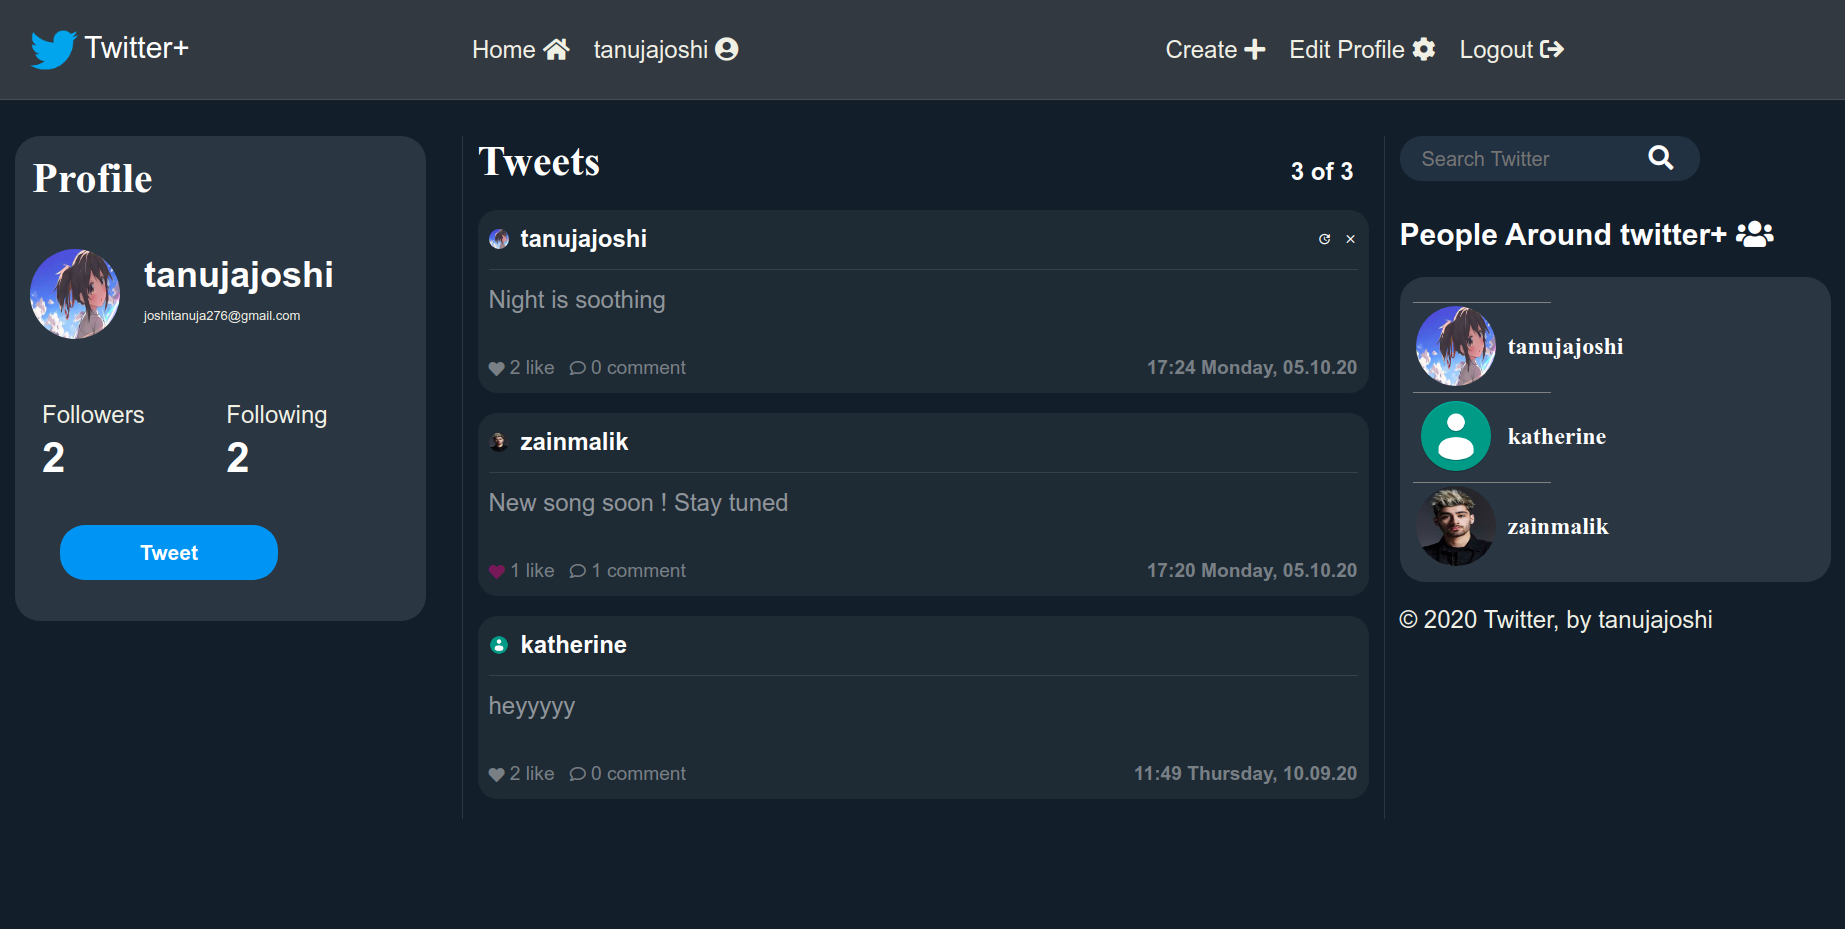 Twitter+
Home
tanujajoshi
Create
Edit Profile
Logout
Profile
tanujajoshi
joshitanuja276@gmail.com
Followers
2
Following
2
Tweet
Tweets
3 of 3
tanujajoshi
Night is soothing
2 like 0 comment
17:24 Monday, 05.10.20
zainmalik
New song soon ! Stay tuned
1 like 1 comment
17:20 Monday, 05.10.20
katherine
heyyyyy
2 like 0 comment
11:49 Thursday, 10.09.20
Search Twitter
People Around twitter+
tanujajoshi
katherine
zainmalik
© 2020 Twitter, by tanujajoshi